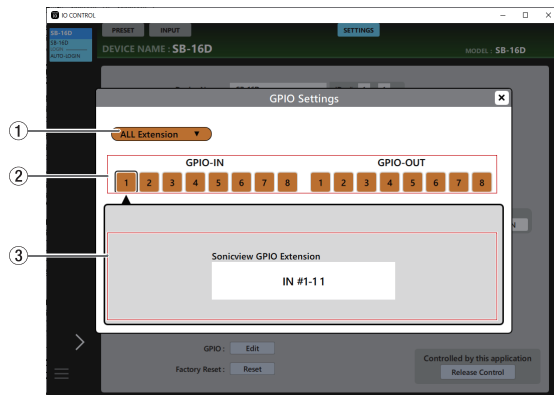 IO CONTROL
SB-16D
SB-16D
AUTO-LOGIN
PRESET INPUT SETTINGS
DEVICE NAME : SB-16D MODEL : SB-16D
GPIO Settings
1
ALL Extension
2
GPIO-IN GPIO-OUT
1 2 3 4 5 6 7 8 1 2 3 4 5 6 7 8
3
Sonicview GPIO Extension
IN #1-11
GPIO : Edit
Factory Reset : Reset
Controlled by this application
Release Control